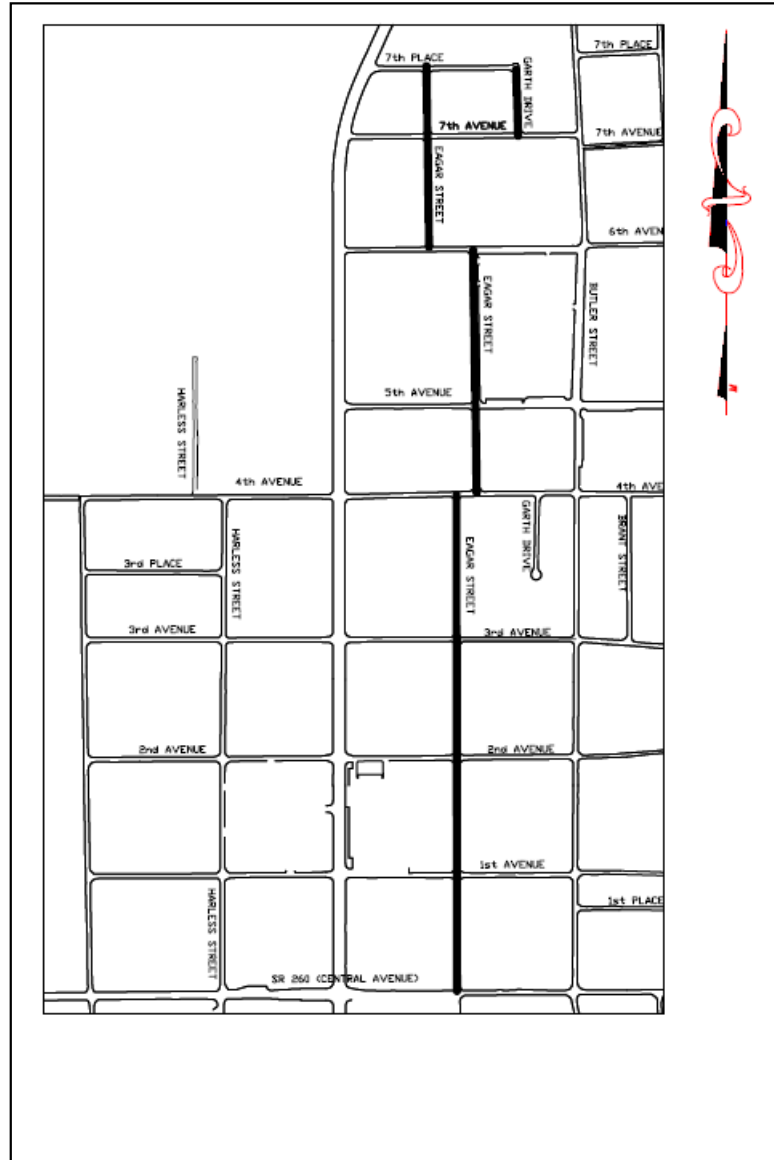 7th PLACE
7th PLACE
GARTH DRIVE
7th AVENUE
7th AVENUE
EAGAR STREET
6th AVEN
EAGAR STREET
BUTLER STREET
5th AVENUE
HARLESS STREET
4th AVENUE
4th AVEN
HARLESS STREET
EAGAR STREET
GARTH DRIVE
BRANT STREET
3rd PLACE
3rd AVENUE
3rd AVENUE
2nd AVENUE
2nd AVENUE
1st AVENUE
HARLESS STREET
1st PLACE
SR 260 (CENTRAL AVENUE)
N